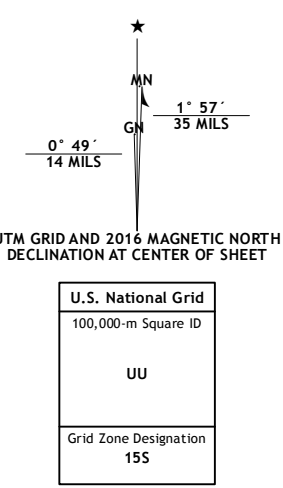 MN
1° 57´
35 MILS
GN
0° 49´
14 MILS
UTM GRID AND 2016 MAGNETIC NORTH
DECLINATION AT CENTER OF SHEET
U.S. National Grid
100,000-m Square ID
UU
Grid Zone Designation
15S